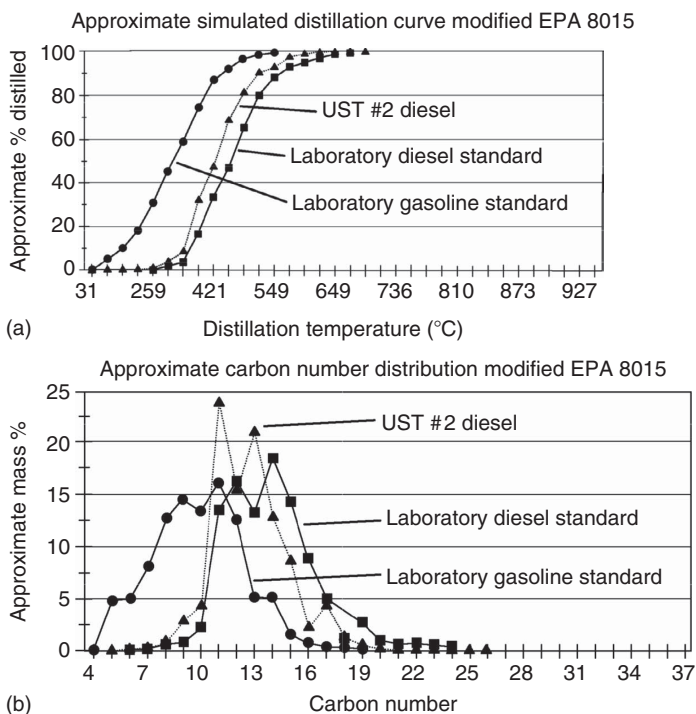 Approximate simulated distillation curve modified EPA 8015
100
80
60
40
20
0
Approximate % distilled
UST #2 diesel
Laboratory diesel standard
Laboratory gasoline standard
31 259 421 549 649 736 810 873 927
(a)
Distillation temperature (°C)
Approximate carbon number distribution modified EPA 8015
25
20
15
10
5
0
Approximate mass %
UST #2 diesel
Laboratory diesel standard
Laboratory gasoline standard
4 7 10 13 16 19 22 25 28 31 34 37
(b)
Carbon number